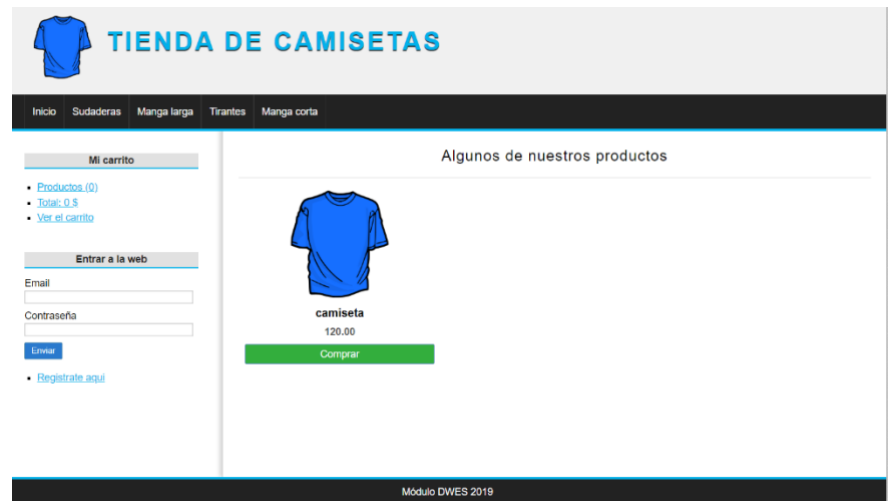 TIENDA DE CAMISETAS
Inicio Sudaderas Manga larga Tirantes Manga corta
Mi carrito
Productos (0)
Total: 0 $
Ver el carrito
Entrar a la web
Email
Contraseña
Enviar
Registrate aqui
Algunos de nuestros productos
camiseta
120.00
Comprar
Módulo DWES 2019